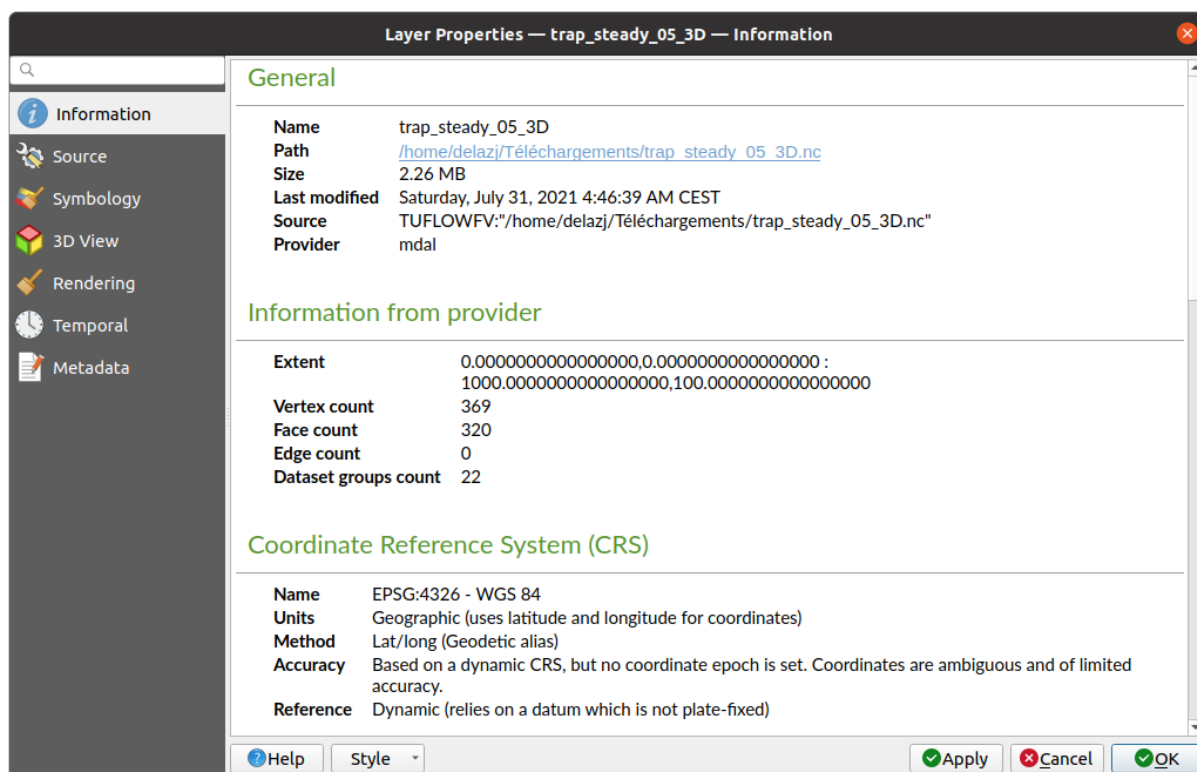 Layer Properties — trap_steady_05_3D — Information
Information
Source
Symbology
3D View
Rendering
Temporal
Metadata
General
Name trap_steady_05_3D
Path /home/delazj/Téléchargements/trap_steady_05_3D.nc
Size 2.26 MB
Last modified Saturday, July 31, 2021 4:46:39 AM CEST
Source TUFLOWFV:"/home/delazj/Téléchargements/trap_steady_05_3D.nc"
Provider mdal
Information from provider
Extent 0.0000000000000000,0.0000000000000000 :
1000.0000000000000000,100.0000000000000000
Vertex count 369
Face count 320
Edge count 0
Dataset groups count 22
Coordinate Reference System (CRS)
Name EPSG:4326 - WGS 84
Units Geographic (uses latitude and longitude for coordinates)
Method Lat/long (Geodetic alias)
Accuracy Based on a dynamic CRS, but no coordinate epoch is set. Coordinates are ambiguous and of limited
accuracy.
Reference Dynamic (relies on a datum which is not plate-fixed)
Help Style Apply Cancel OK